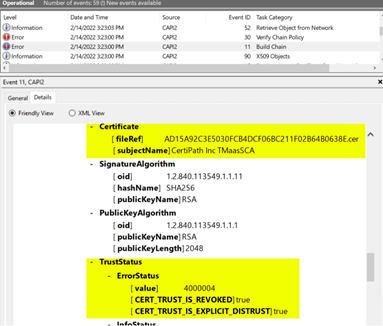 Operational Number of events: 59 (!) New events available
Level Date and Time Source Event ID Task Category
Information 2/14/2022 3:23:03 PM CAPI2 52 Retrieve Object from Network
Error 2/14/2022 3:23:00 PM CAPI2 30 Verify Chain Policy
Error 2/14/2022 3:23:00 PM CAPI2 11 Build Chain
Information 2/14/2022 3:23:00 PM CAPI2 90 X509 Objects
Event 11, CAPI2
General Details
Friendly View XML View
- Certificate
[ fileRef] AD15A92C3E5030FCB4DCF06BC211F02B64B0638E.cer
[ subjectName] CertiPath Inc TMaasSCA
- SignatureAlgorithm
[ oid] 1.2.840.113549.1.1.11
[ hashName] SHA256
[ publicKeyName] RSA
- PublicKeyAlgorithm
[ oid] 1.2.840.113549.1.1.1
[ publicKeyName] RSA
[ publicKeyLength] 2048
- TrustStatus
- ErrorStatus
[ value] 4000004
[ CERT_TRUST_IS_REVOKED] true
[ CERT_TRUST_IS_EXPLICIT_DISTRUST] true
- InfoStatus